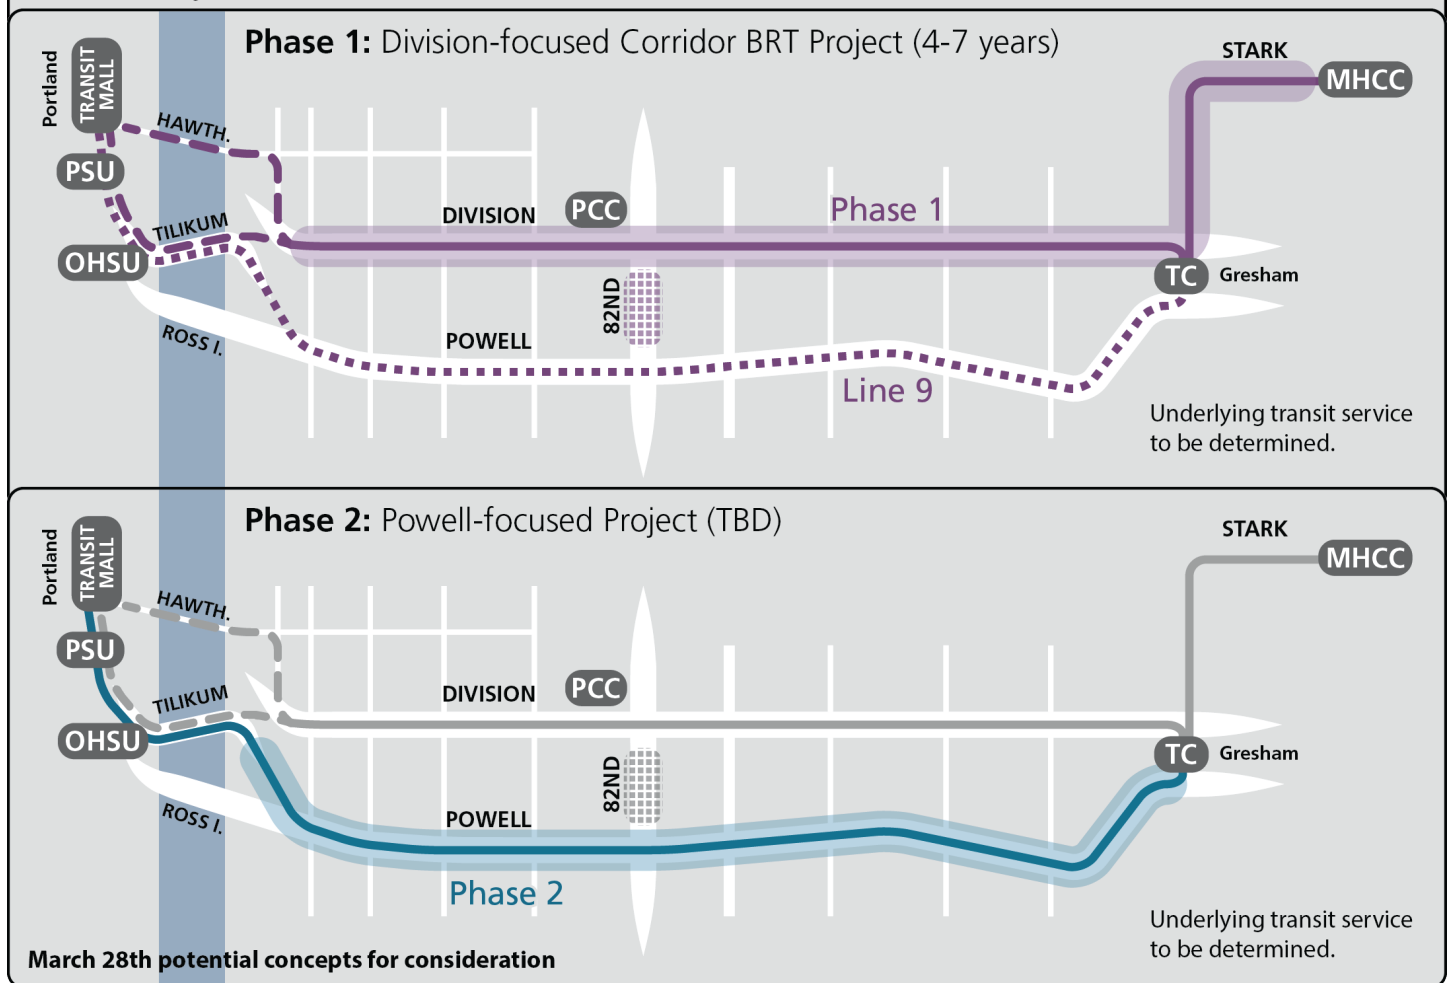 Phase 1: Division-focused Corridor BRT Project (4-7 years)
STARK
MHCC
Portland
TRANSIT
MALL
HAWTH.
PSU
TILIKUM
OHSU
DIVISION
PCC
Phase 1
TC
Gresham
82ND
ROSS I.
POWELL
Line 9
Underlying transit service
to be determined.
Phase 2: Powell-focused Project (TBD)
STARK
MHCC
Portland
TRANSIT
MALL
HAWTH.
PSU
TILIKUM
OHSU
DIVISION
PCC
TC
Gresham
82ND
ROSS I.
POWELL
Phase 2
Underlying transit service
to be determined.
March 28th potential concepts for consideration